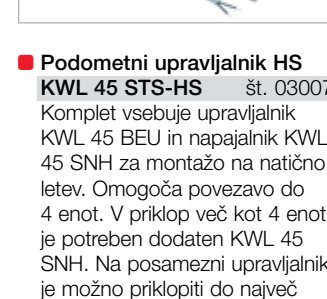 Podometni upravljalnik HS
KWL 45 STS-HS št. 03007
Komplet vsebuje upravljalnik
KWL 45 BEU in napajalnik KWL
45 SNH za montažo na natično
letev. Omogoča povezavo do
4 enot. V priklop več kot 4 enot
je potreben dodaten KWL 45
SNH. Na posamezni upravljalnik
je možno priklopiti do največ